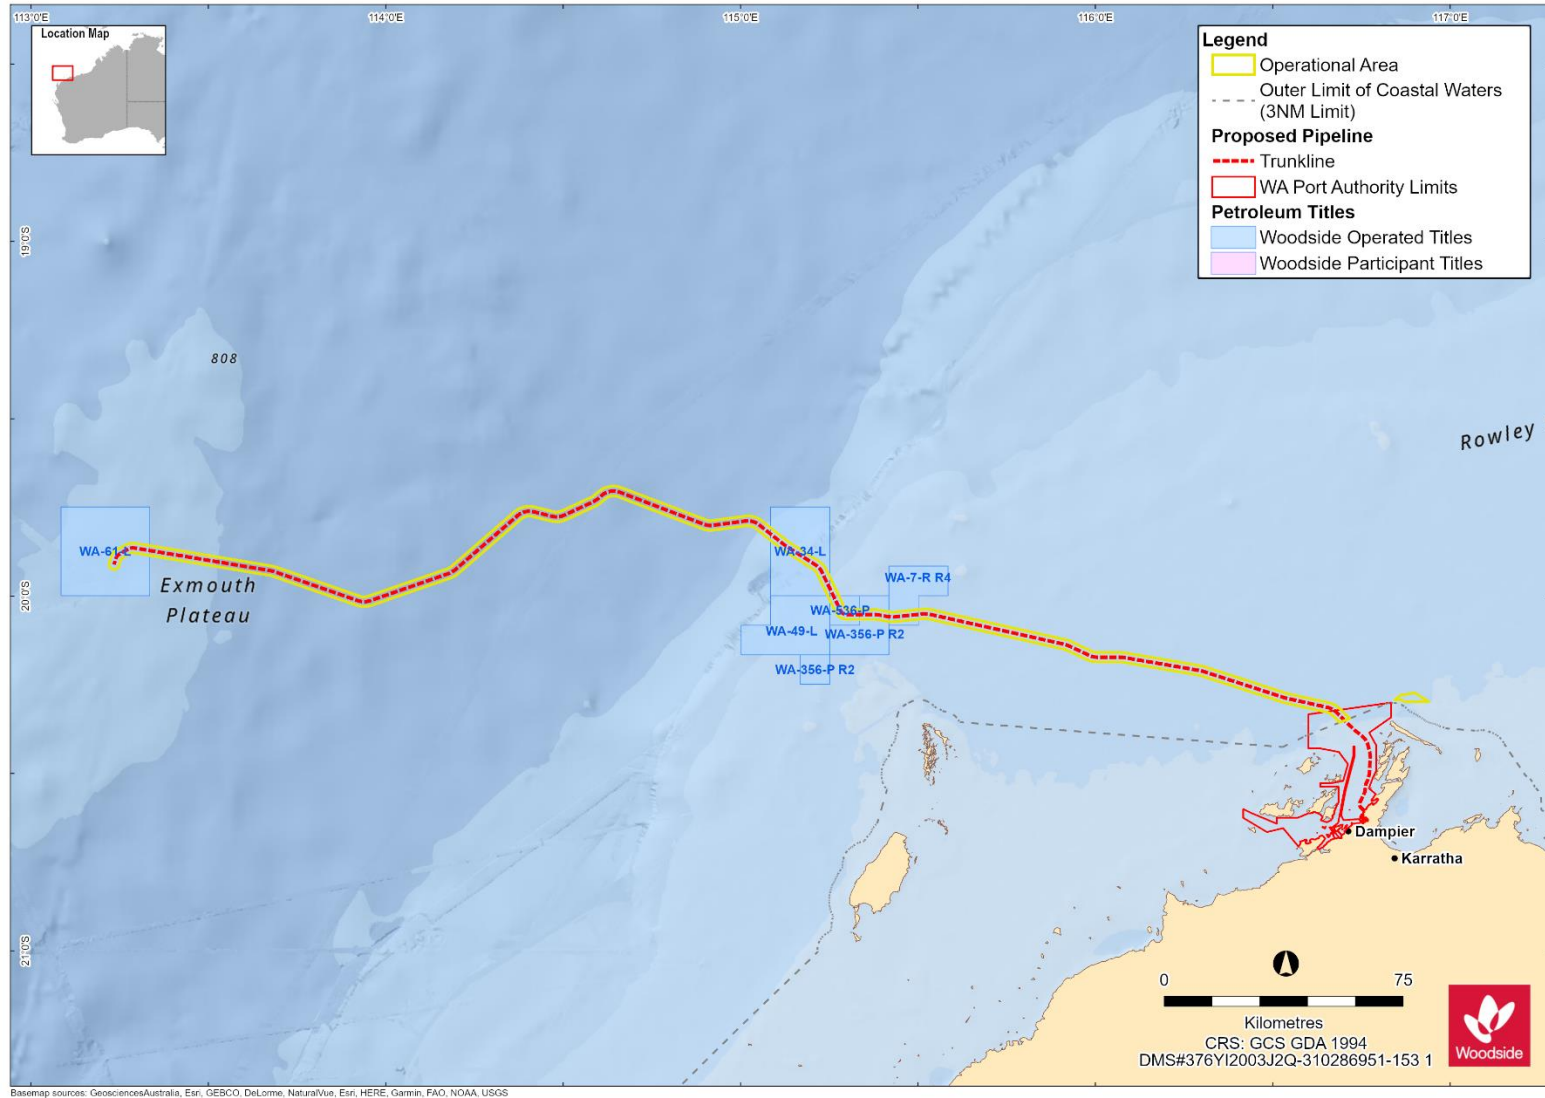 113°0'E
114°0'E
115°0'E
116°0'E
117°0'E
Location Map
Legend
Operational Area
Outer Limit of Coastal Waters
(3NM Limit)
Proposed Pipeline
Trunkline
WA Port Authority Limits
Petroleum Titles
Woodside Operated Titles
Woodside Participant Titles
19°0'S
808
Rowley
WA-61-L
WA-34-L
Exmouth
Plateau
WA-7-R R4
20°0'S
WA-536-P
WA-49-L
WA-356-P R2
WA-356-P R2
Dampier
Karratha
21°0'S
0
75
Kilometres
CRS: GCS GDA 1994
DMS#376YI2003J2Q-310286951-153 1
Woodside
Basemap sources: GeosciencesAustralia, Esri, GEBCO, DeLorme, NaturalVue, Esri, HERE, Garmin, FAO, NOAA, USGS